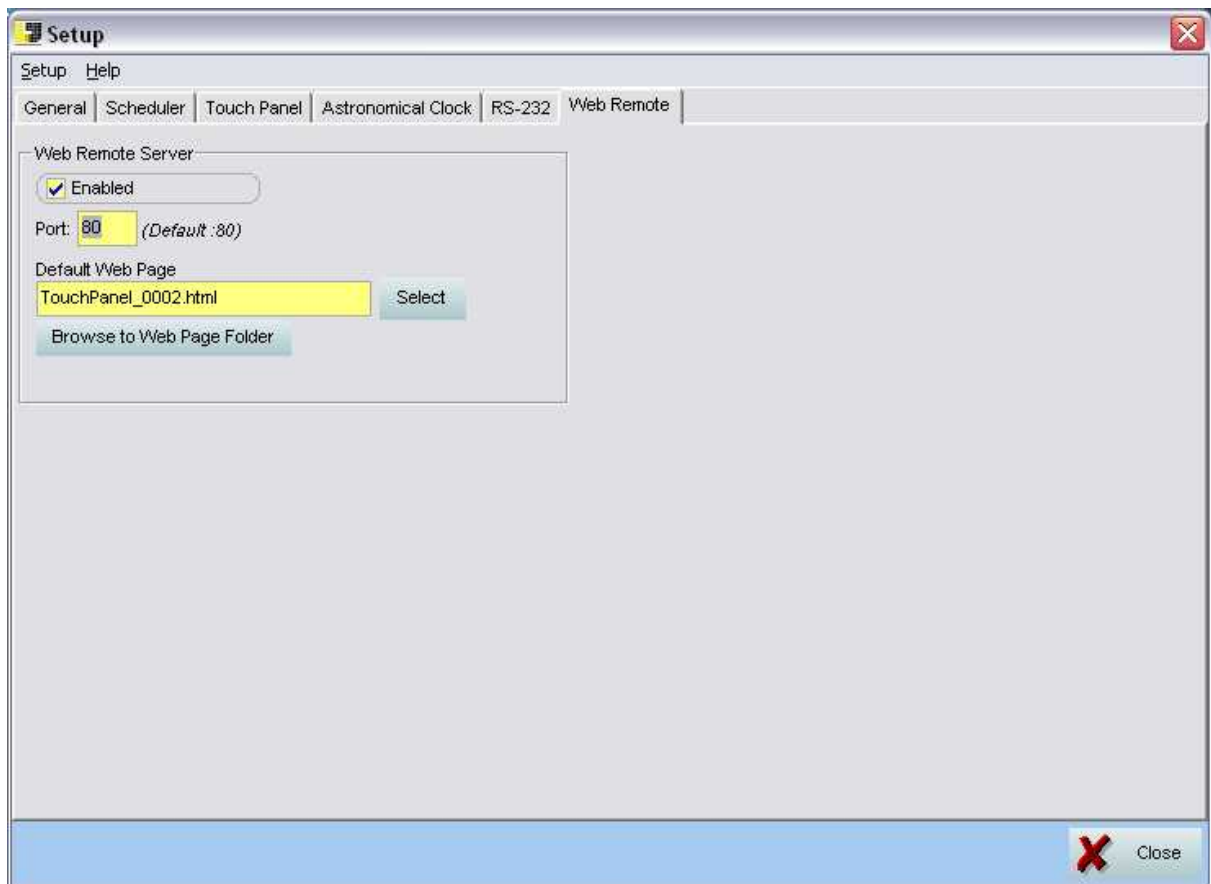 Setup
Setup Help
General Scheduler Touch Panel Astronomical Clock RS-232 Web Remote
Web Remote Server
Enabled
Port: 80 (Default :80)
Default Web Page
TouchPanel_0002.html Select
Browse to Web Page Folder
Close